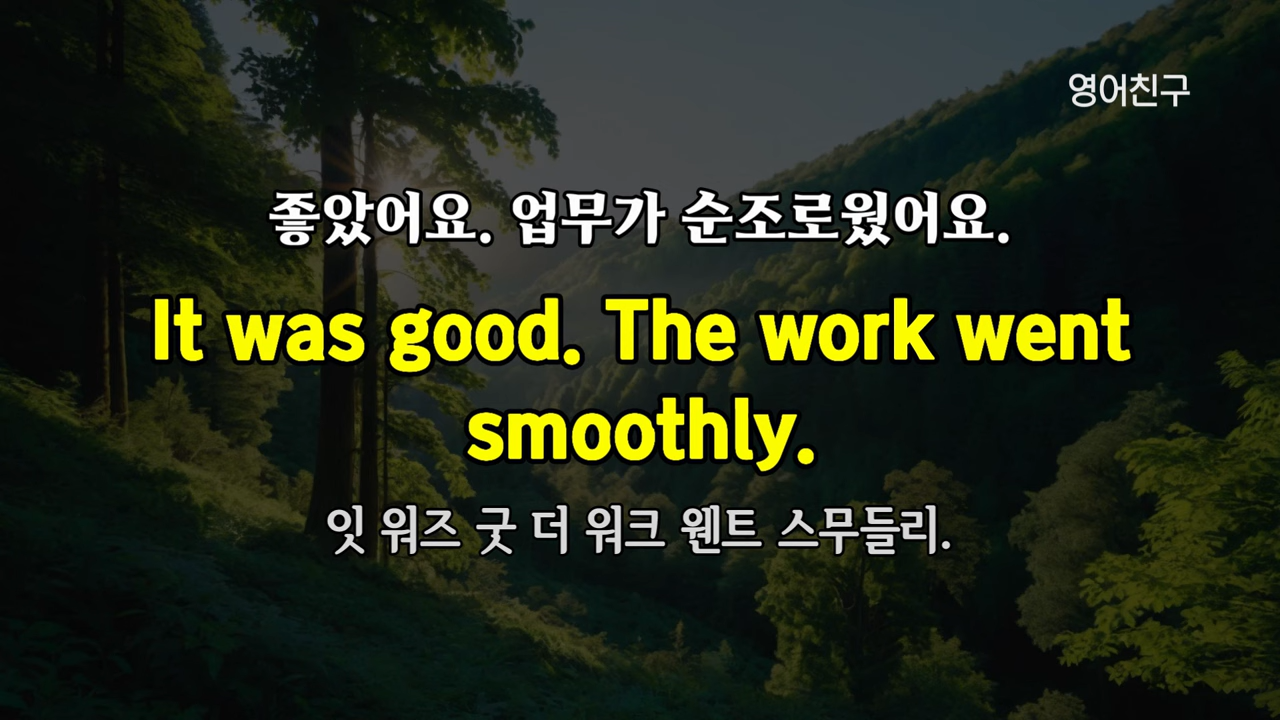 영어친구
좋았어요. 업무가 순조로웠어요.
It was good. The work went
smoothly.
잇 워즈 굿 더 워크 웬트 스무들리.